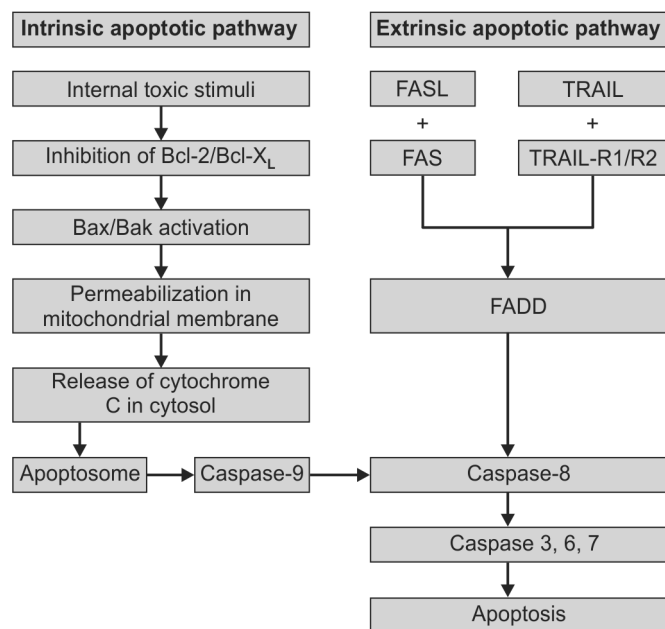 Intrinsic apoptotic pathway
Internal toxic stimuli
Inhibition of Bcl-2/Bcl-XL
Bax/Bak activation
Permeabilization in
mitochondrial membrane
Release of cytochrome
C in cytosol
Apoptosome
Caspase-9
Extrinsic apoptotic pathway
FASL
TRAIL
+
+
FAS
TRAIL-R1/R2
FADD
Caspase-8
Caspase 3, 6, 7
Apoptosis